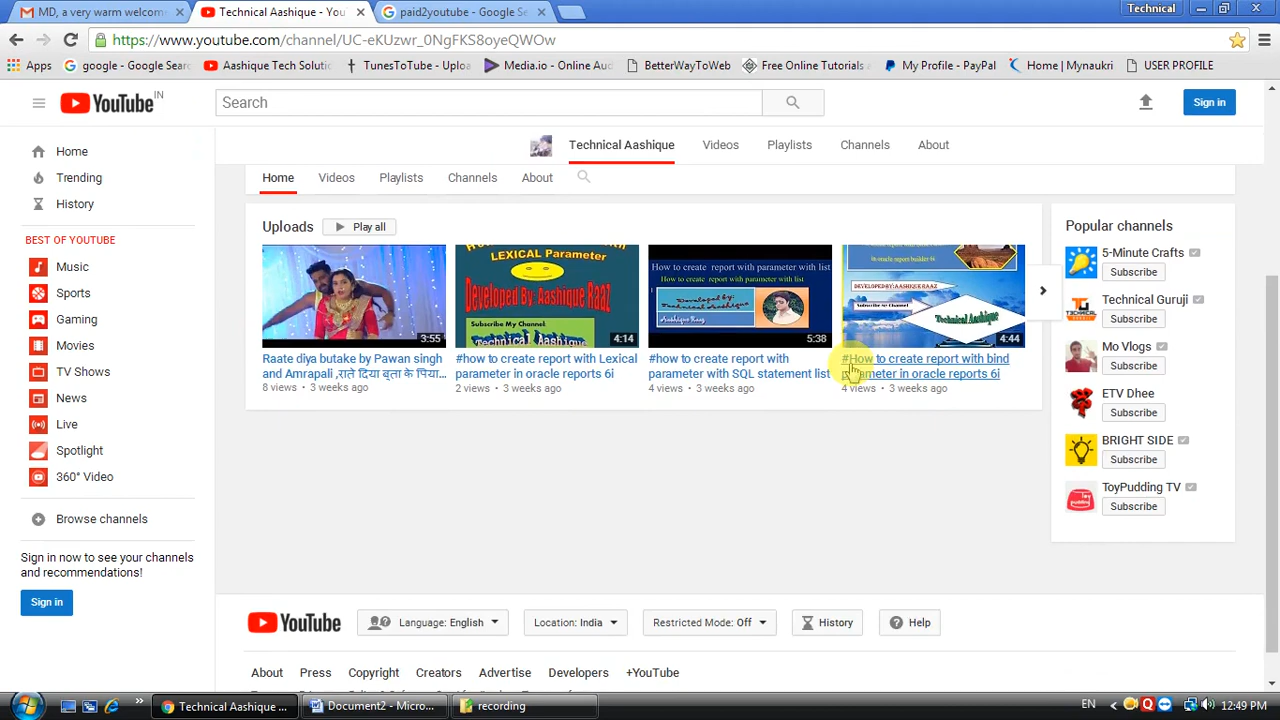 MD, a very warm welcome
Technical Aashique - You
paid2youtube - Google Se
Technical
https://www.youtube.com/channel/UC-eKUzwr_0NgFKS8oyeQWOw
Apps
google - Google Search
Aashique Tech Solutio
TunesToTube - Uploa
Media.io - Online Aud
BetterWayToWeb
Free Online Tutorials
My Profile - PayPal
Home | Mynaukri
USER PROFILE
YouTube IN
Search
Sign in
Technical Aashique
Videos
Playlists
Channels
About
Home
Trending
History
BEST OF YOUTUBE
Music
Sports
Gaming
Movies
TV Shows
News
Live
Spotlight
360° Video
Browse channels
Sign in now to see your channels
and recommendations!
Sign in
Home
Videos
Playlists
Channels
About
Uploads
Play all
3:55
Raate diya butake by Pawan singh
and Amrapali ,राते दिया बुता के पिया...
8 views • 3 weeks ago
LEXICAL Parameter
Developed By: Aashique RaaZ
Subscribe My Channel
Technical Aashique
4:14
#how to create report with Lexical
parameter in oracle reports 6i
2 views • 3 weeks ago
How to create report with parameter with list
How to create report with parameter with list
Developed by:
Aashique Raaz
Aashique Raaz
5:38
#how to create report with
parameter with SQL statement list
4 views • 3 weeks ago
in oracle report builder 6i
DEVELOPED BY:AASHIQUE RAAZ
Subscribe My Channel
Technical Aashique
4:44
#How to create report with bind
parameter in oracle reports 6i
4 views • 3 weeks ago
Popular channels
5-Minute Crafts
Subscribe
Technical Guruji
Subscribe
Mo Vlogs
Subscribe
ETV Dhee
Subscribe
BRIGHT SIDE
Subscribe
ToyPudding TV
Subscribe
YouTube
Language: English
Location: India
Restricted Mode: Off
History
Help
About
Press
Copyright
Creators
Advertise
Developers
+YouTube
Technical Aashique ...
Document2 - Micro...
recording
EN
12:49 PM